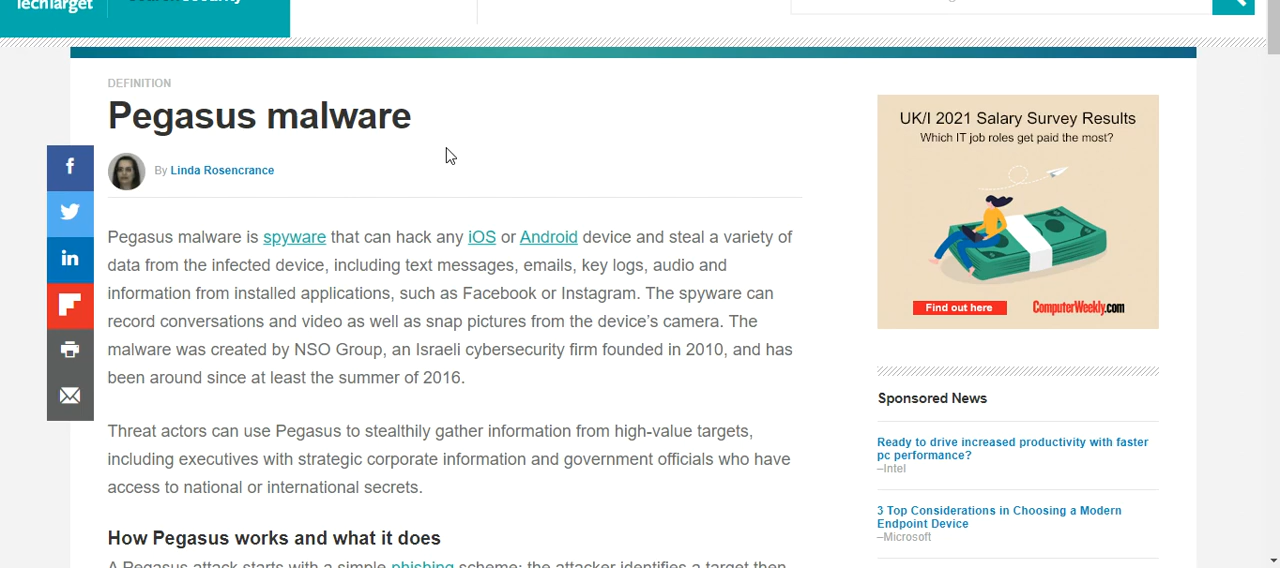 TechTarget
DEFINITION
Pegasus malware
By Linda Rosencrance
Pegasus malware is spyware that can hack any iOS or Android device and steal a variety of
data from the infected device, including text messages, emails, key logs, audio and
information from installed applications, such as Facebook or Instagram. The spyware can
record conversations and video as well as snap pictures from the device’s camera. The
malware was created by NSO Group, an Israeli cybersecurity firm founded in 2010, and has
been around since at least the summer of 2016.
Threat actors can use Pegasus to stealthily gather information from high-value targets,
including executives with strategic corporate information and government officials who have
access to national or international secrets.
How Pegasus works and what it does
A Pegasus attack starts with a simple phishing scheme: the attacker identifies a target then
f
in
UK/I 2021 Salary Survey Results
Which IT job roles get paid the most?
Find out here
ComputerWeekly.com
Sponsored News
Ready to drive increased productivity with faster
pc performance?
–Intel
3 Top Considerations in Choosing a Modern
Endpoint Device
–Microsoft